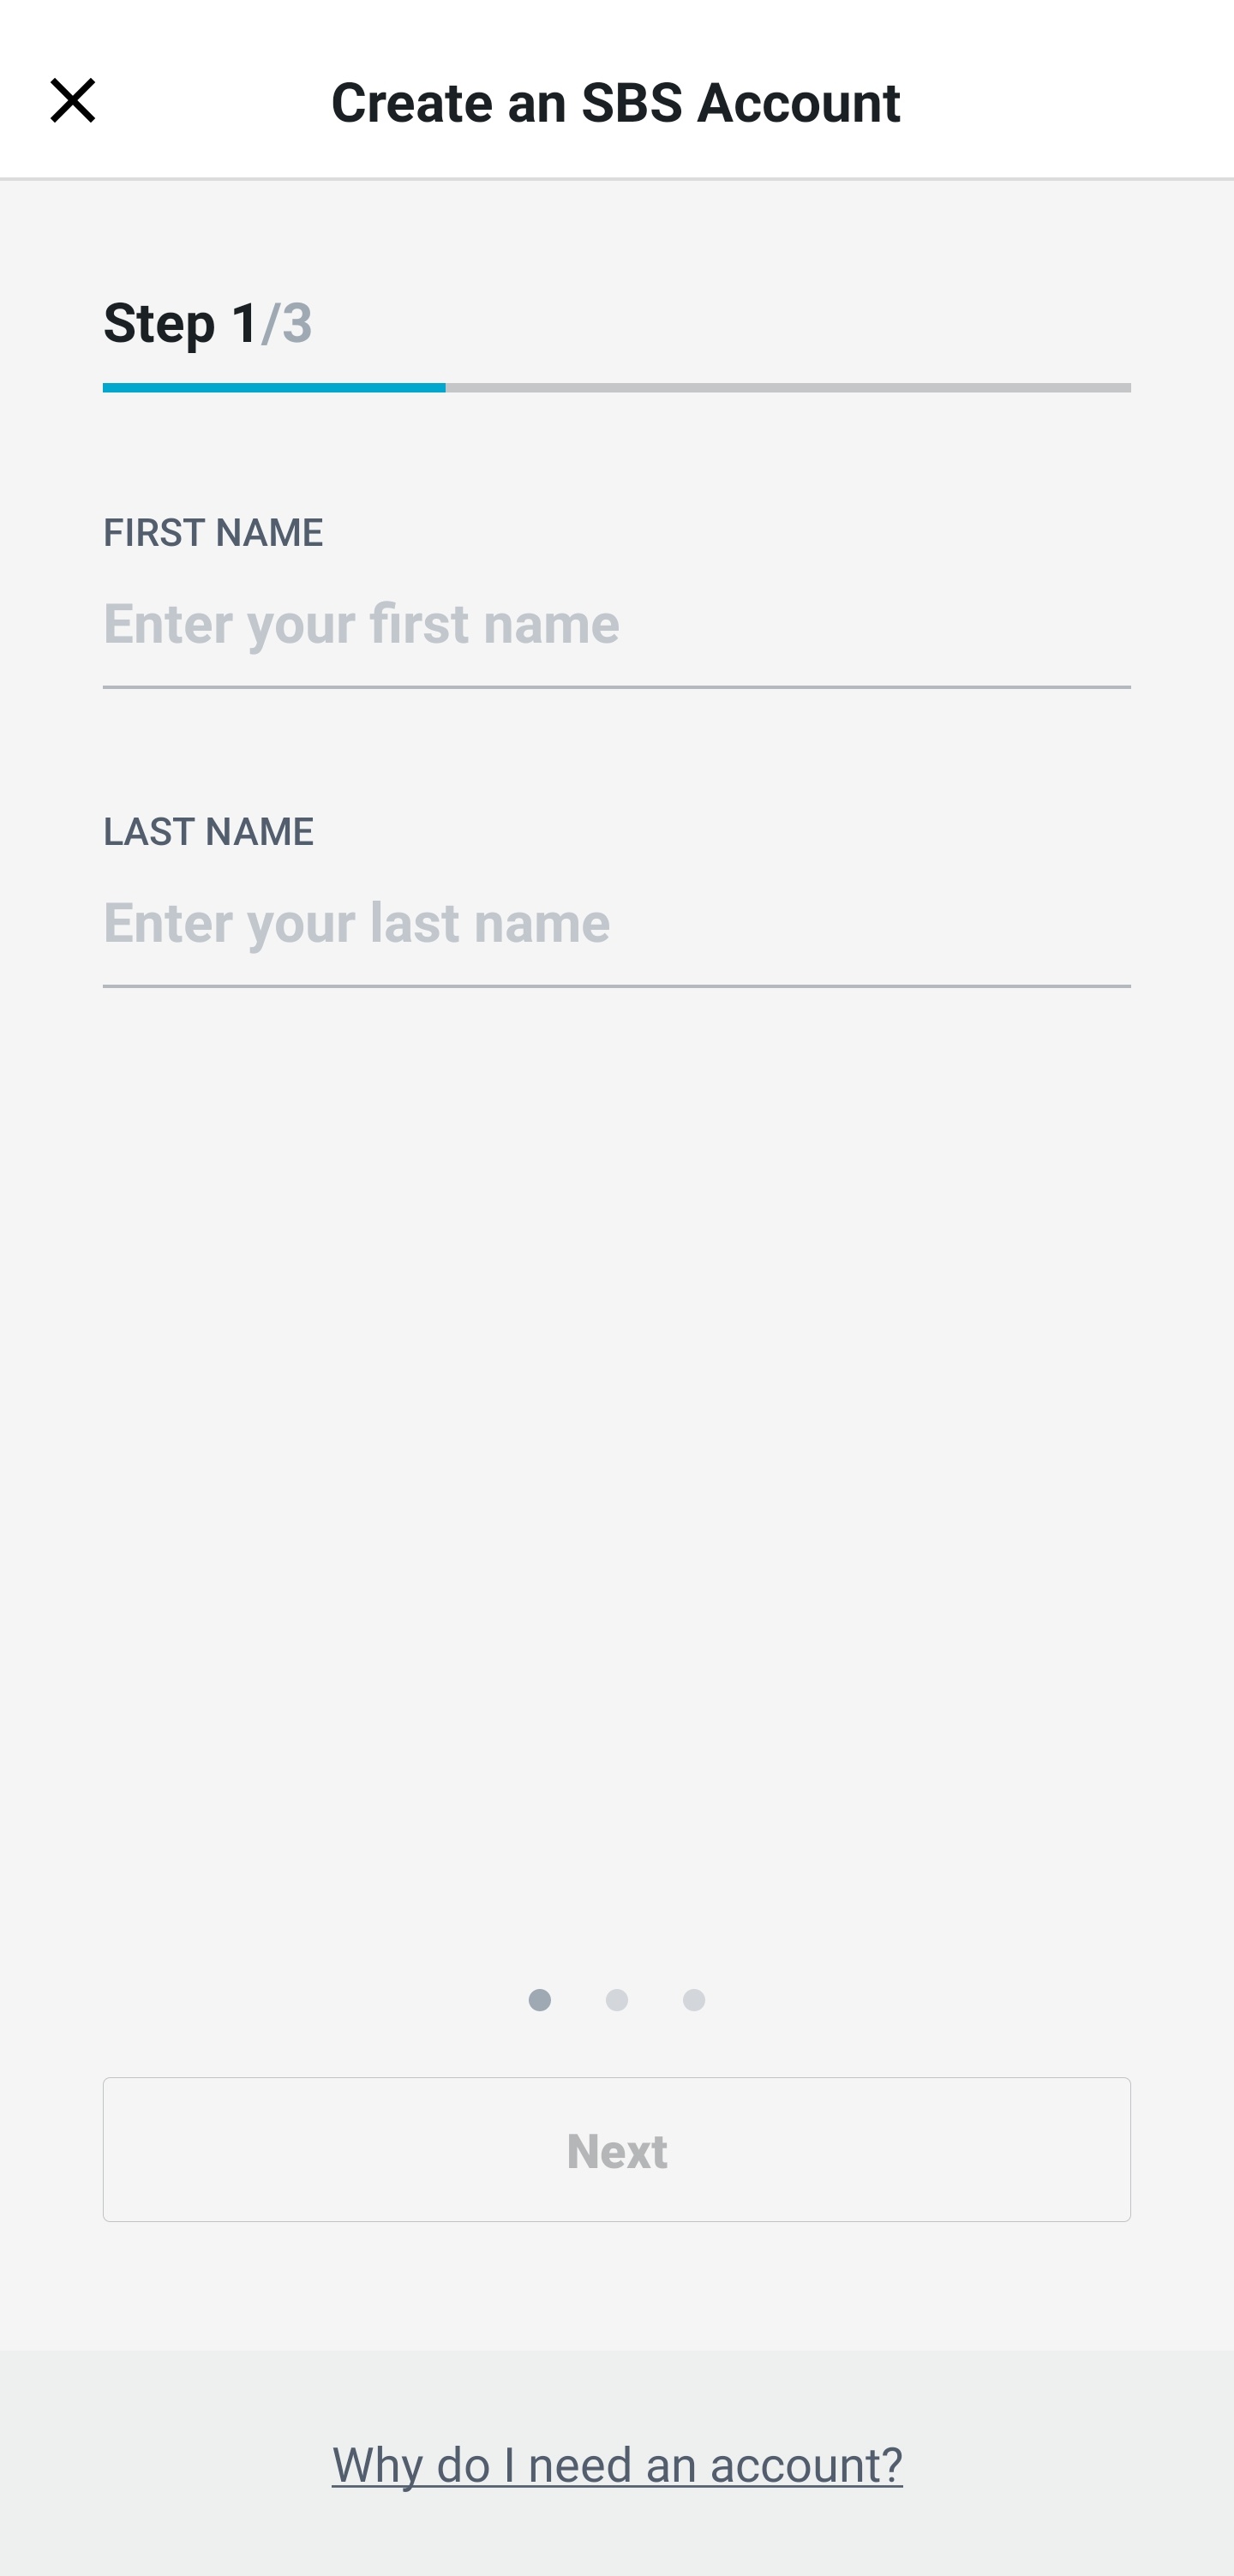 Create an SBS Account
Step 1/3
FIRST NAME
Enter your first name
LAST NAME
Enter your last name
Next
Why do I need an account?